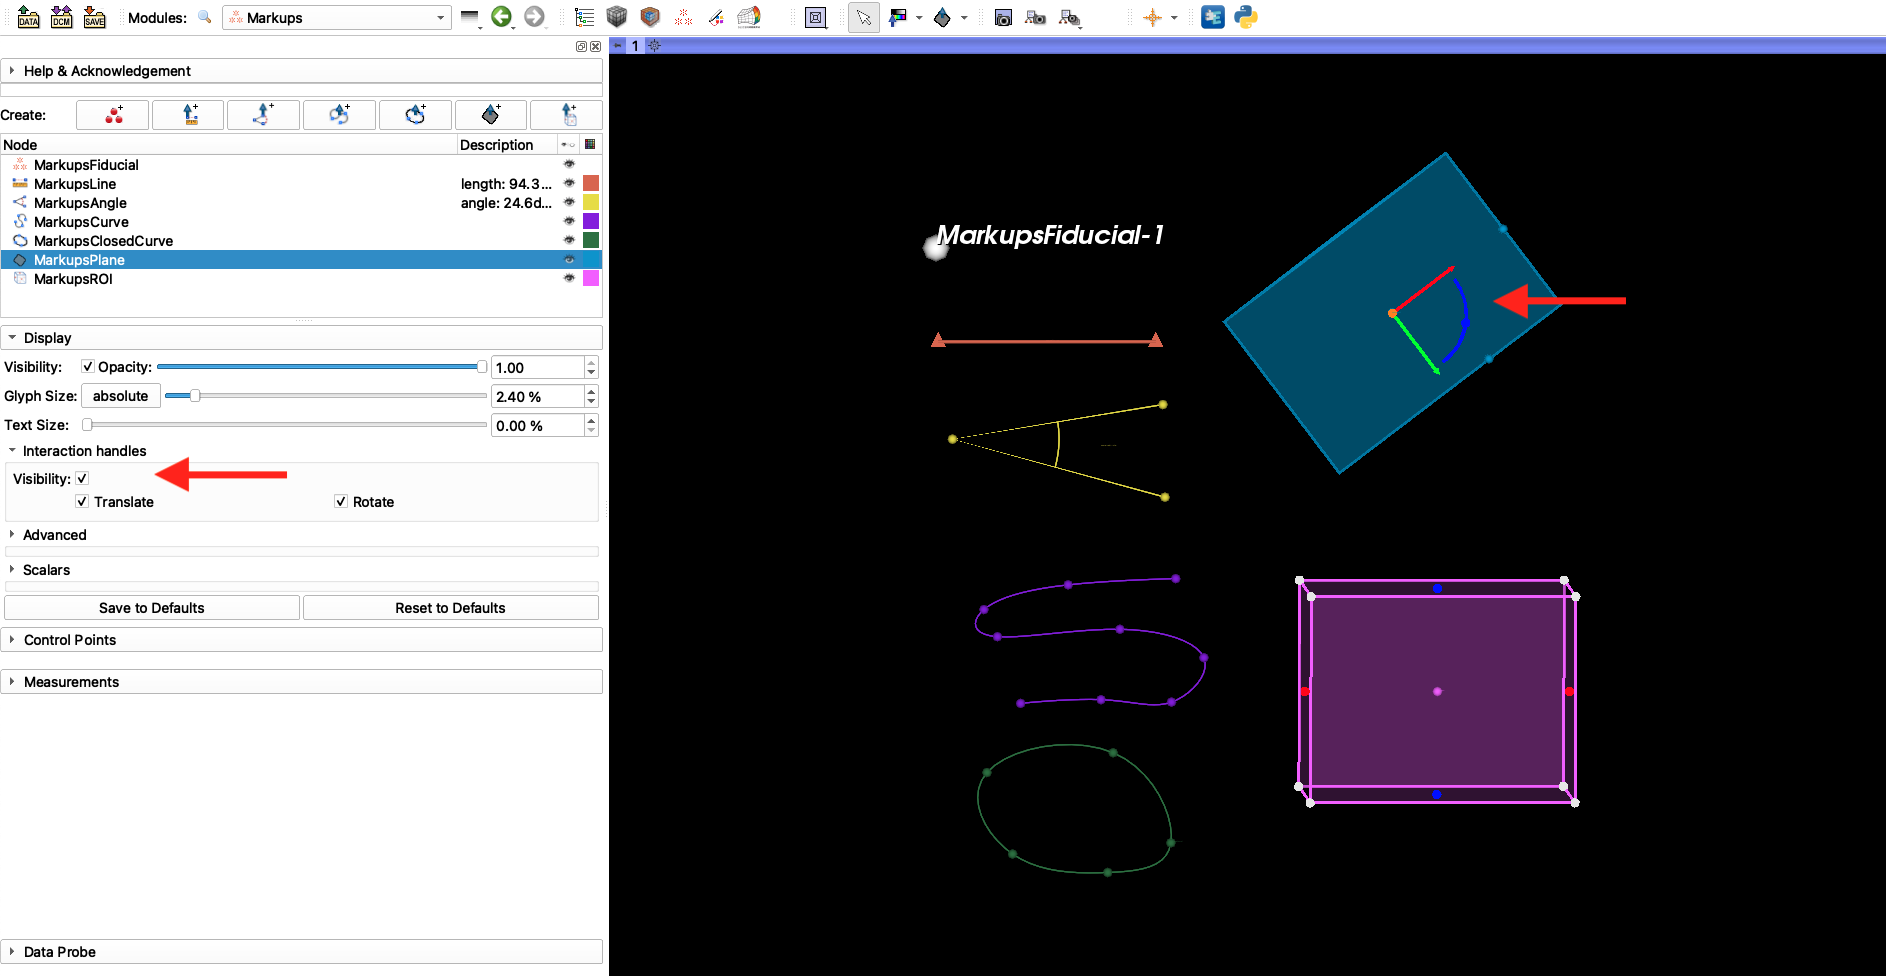 DATA
DCM
SAVE
Modules:
Markups
1
Help & Acknowledgement
Create:
Node
Description
MarkupsFiducial
MarkupsLine
length: 94.3...
MarkupsAngle
angle: 24.6d...
MarkupsCurve
MarkupsClosedCurve
MarkupsPlane
MarkupsROI
Display
Visibility:
Opacity:
1.00
Glyph Size:
absolute
2.40 %
Text Size:
0.00 %
Interaction handles
Visibility:
Translate
Rotate
Advanced
Scalars
Save to Defaults
Reset to Defaults
Control Points
Measurements
Data Probe
MarkupsFiducial-1